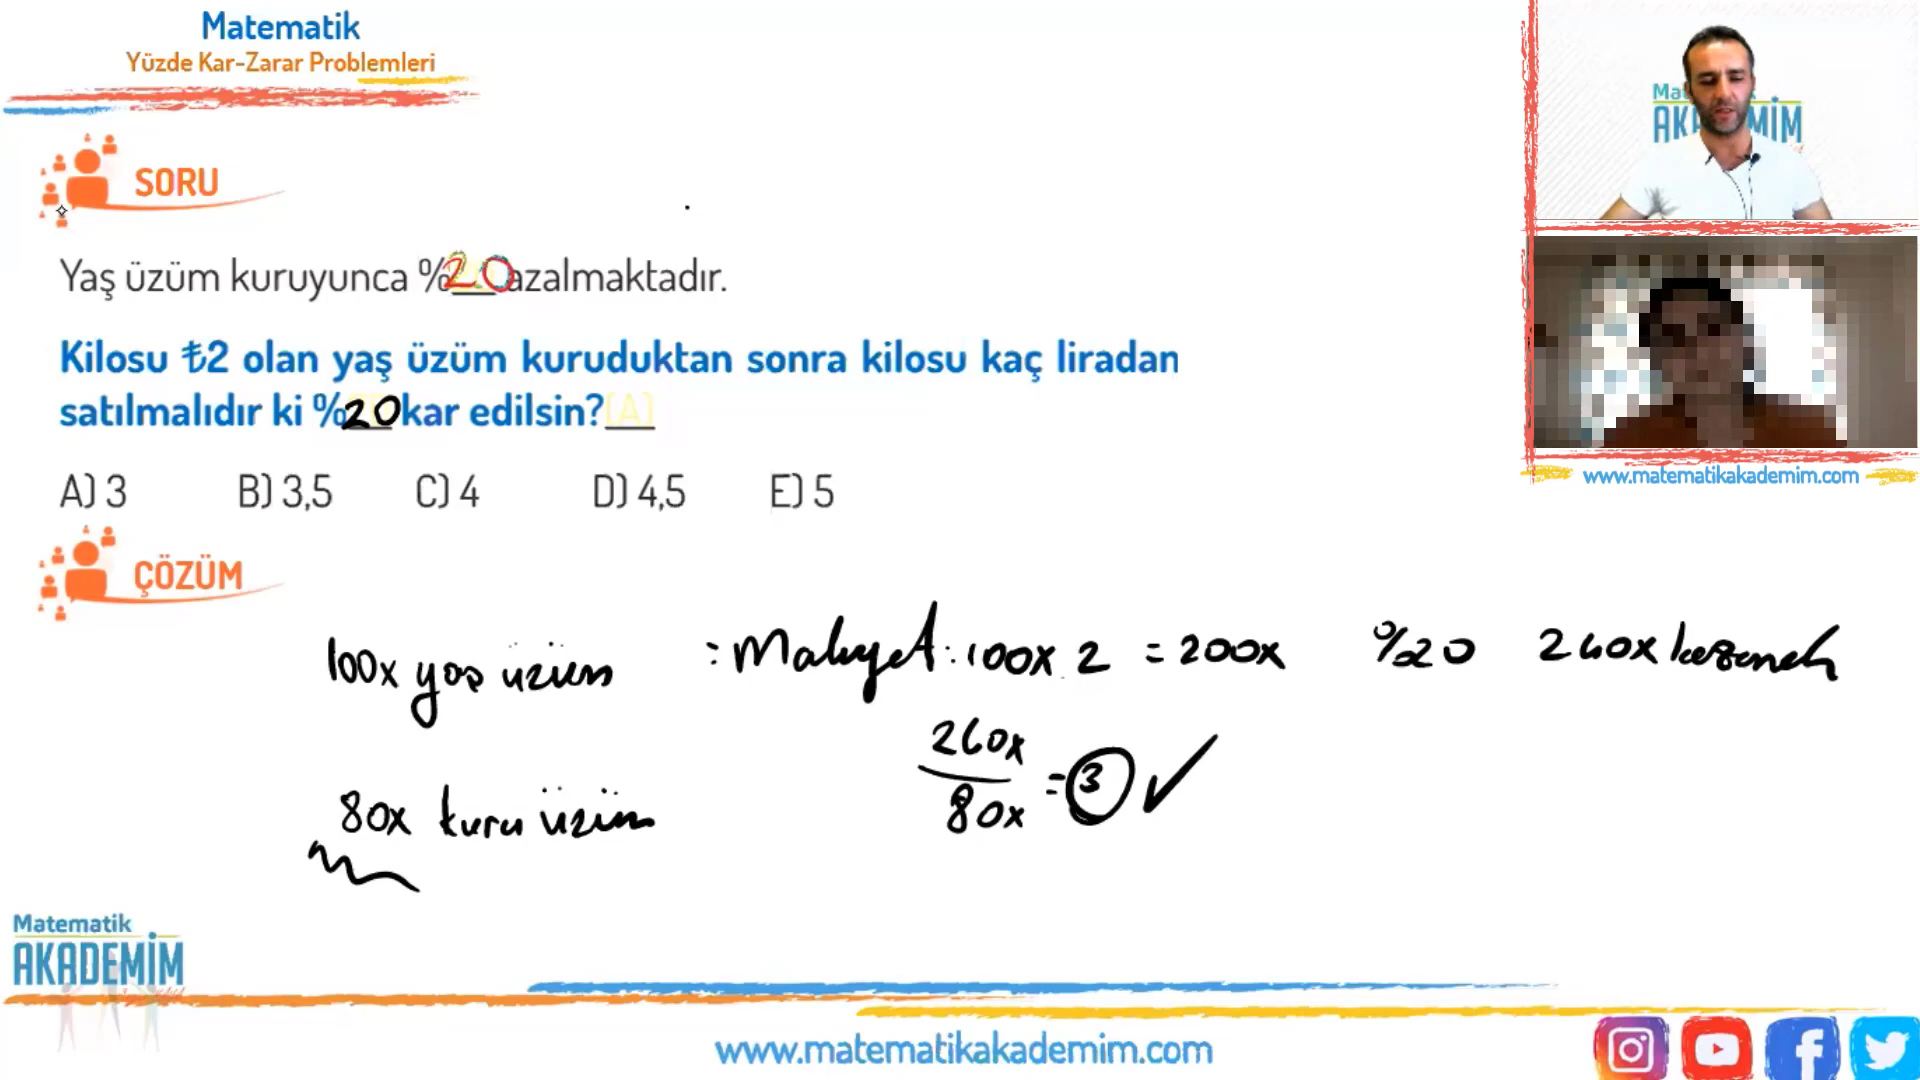 Matematik
Yüzde Kar-Zarar Problemleri
SORU
Yaş üzüm kuruyunca %20 azalmaktadır.
Kilosu ₺2 olan yaş üzüm kuruduktan sonra kilosu kaç liradan
satılmalıdır ki %20 kar edilsin? (A)
A) 3 B) 3,5 C) 4 D) 4,5 E) 5
ÇÖZÜM
100x yaş üzüm : Maliyet: 100x 2 = 200x %20 240x kazanch
240x
80x
= 3 ✓
80x kuru üzüm
www.matematikakademim.com
Matematik
AKADEMİM
www.matematikakademim.com